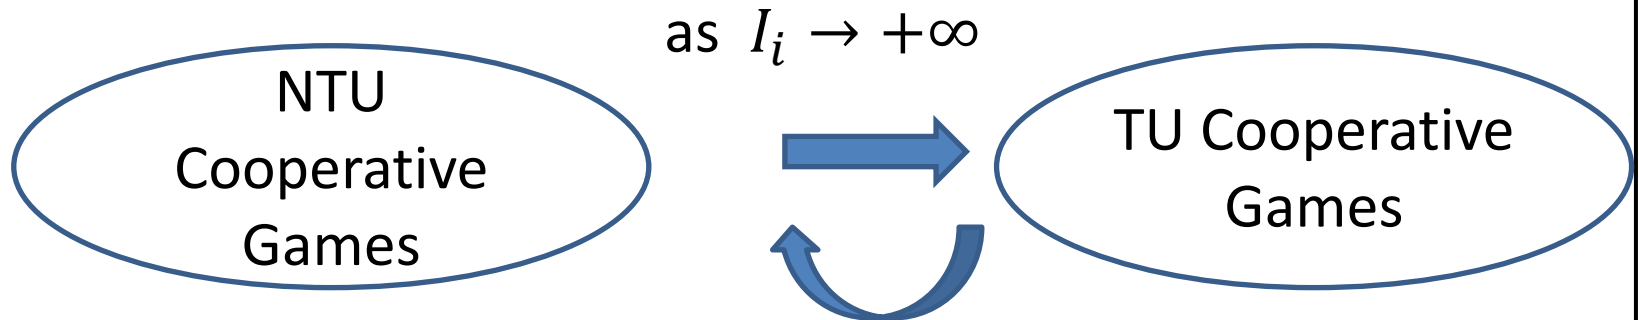 as I_i → +∞
NTU
Cooperative
Games
TU Cooperative
Games